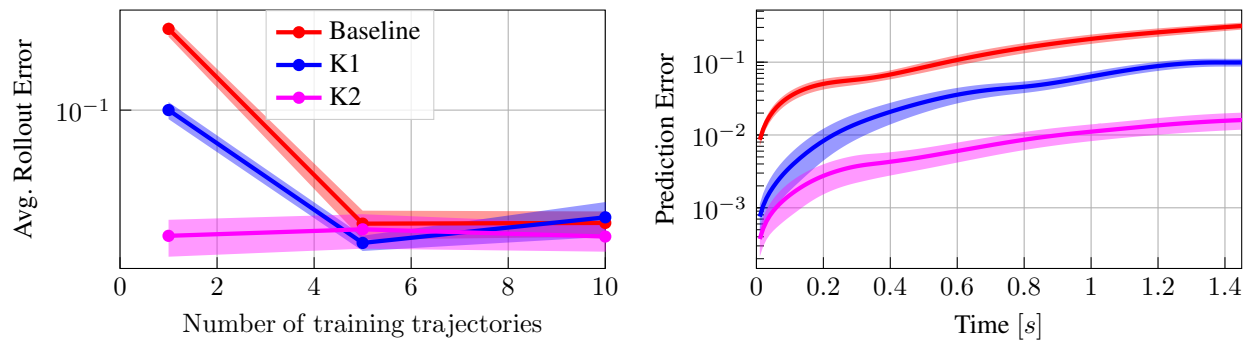 Avg. Rollout Error
10⁻¹
Baseline
K1
K2
0 2 4 6 8 10
Number of training trajectories
Prediction Error
10⁻¹
10⁻²
10⁻³
0 0.2 0.4 0.6 0.8 1 1.2 1.4
Time [s]